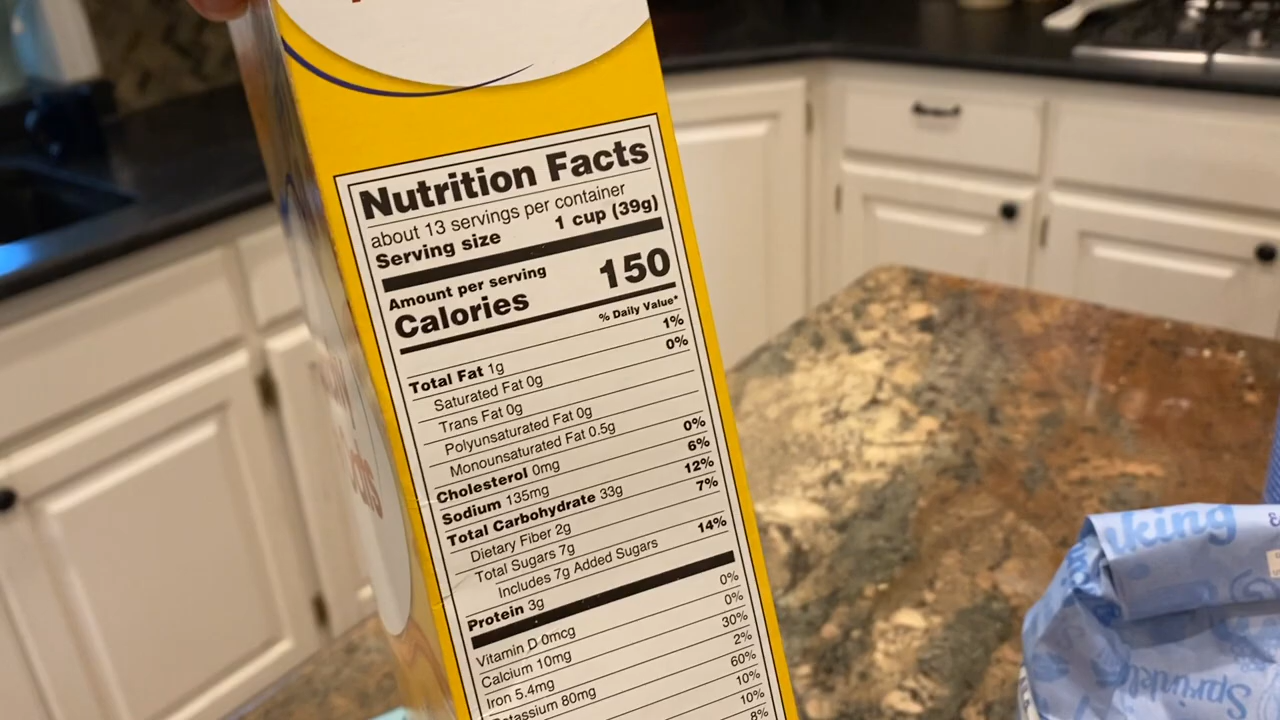 Nutrition Facts
about 13 servings per container
Serving size 1 cup (39g)
Amount per serving
Calories 150
% Daily Value*
Total Fat 1g 1%
Saturated Fat 0g 0%
Trans Fat 0g
Polyunsaturated Fat 0g
Monounsaturated Fat 0.5g
Cholesterol 0mg 0%
Sodium 135mg 6%
Total Carbohydrate 33g 12%
Dietary Fiber 2g 7%
Total Sugars 7g
Includes 7g Added Sugars 14%
Protein 3g
Vitamin D 0mcg 0%
Calcium 10mg 0%
Iron 5.4mg 30%
Potassium 80mg 2%
60%
10%
10%
8%